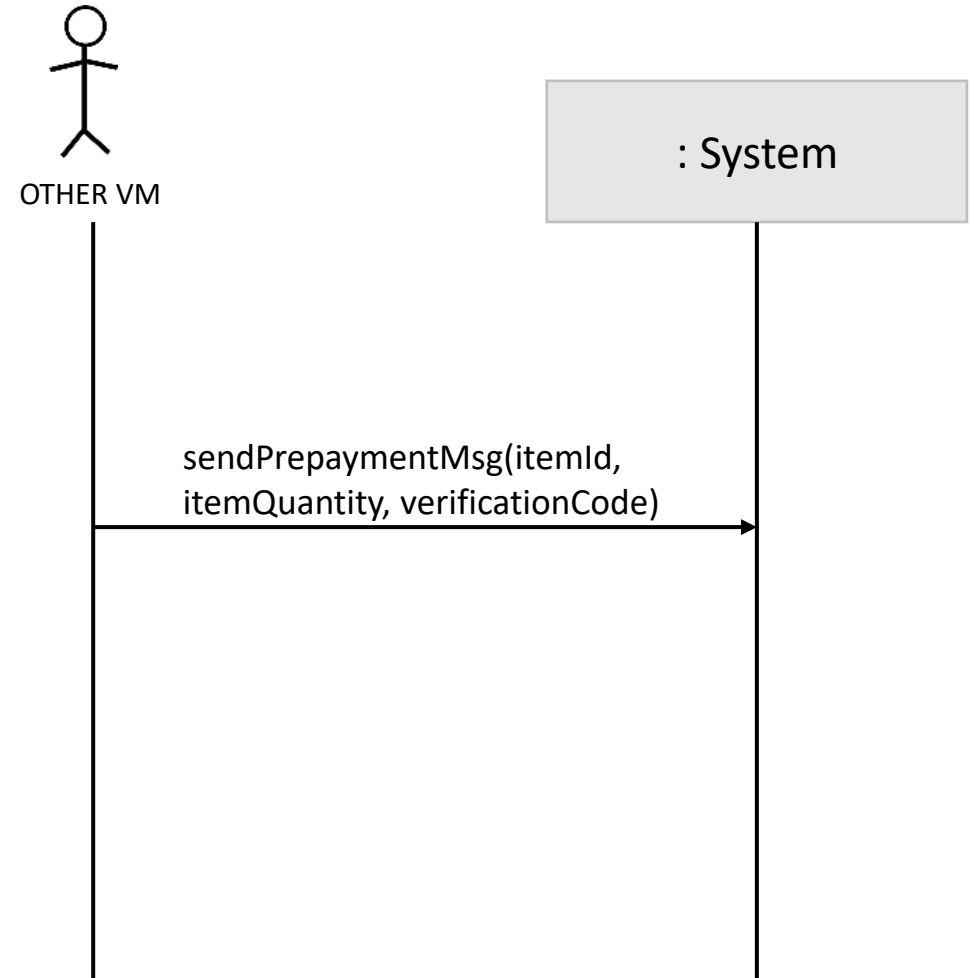 OTHER VM
: System
sendPrepaymentMsg(itemId,
itemQuantity, verificationCode)